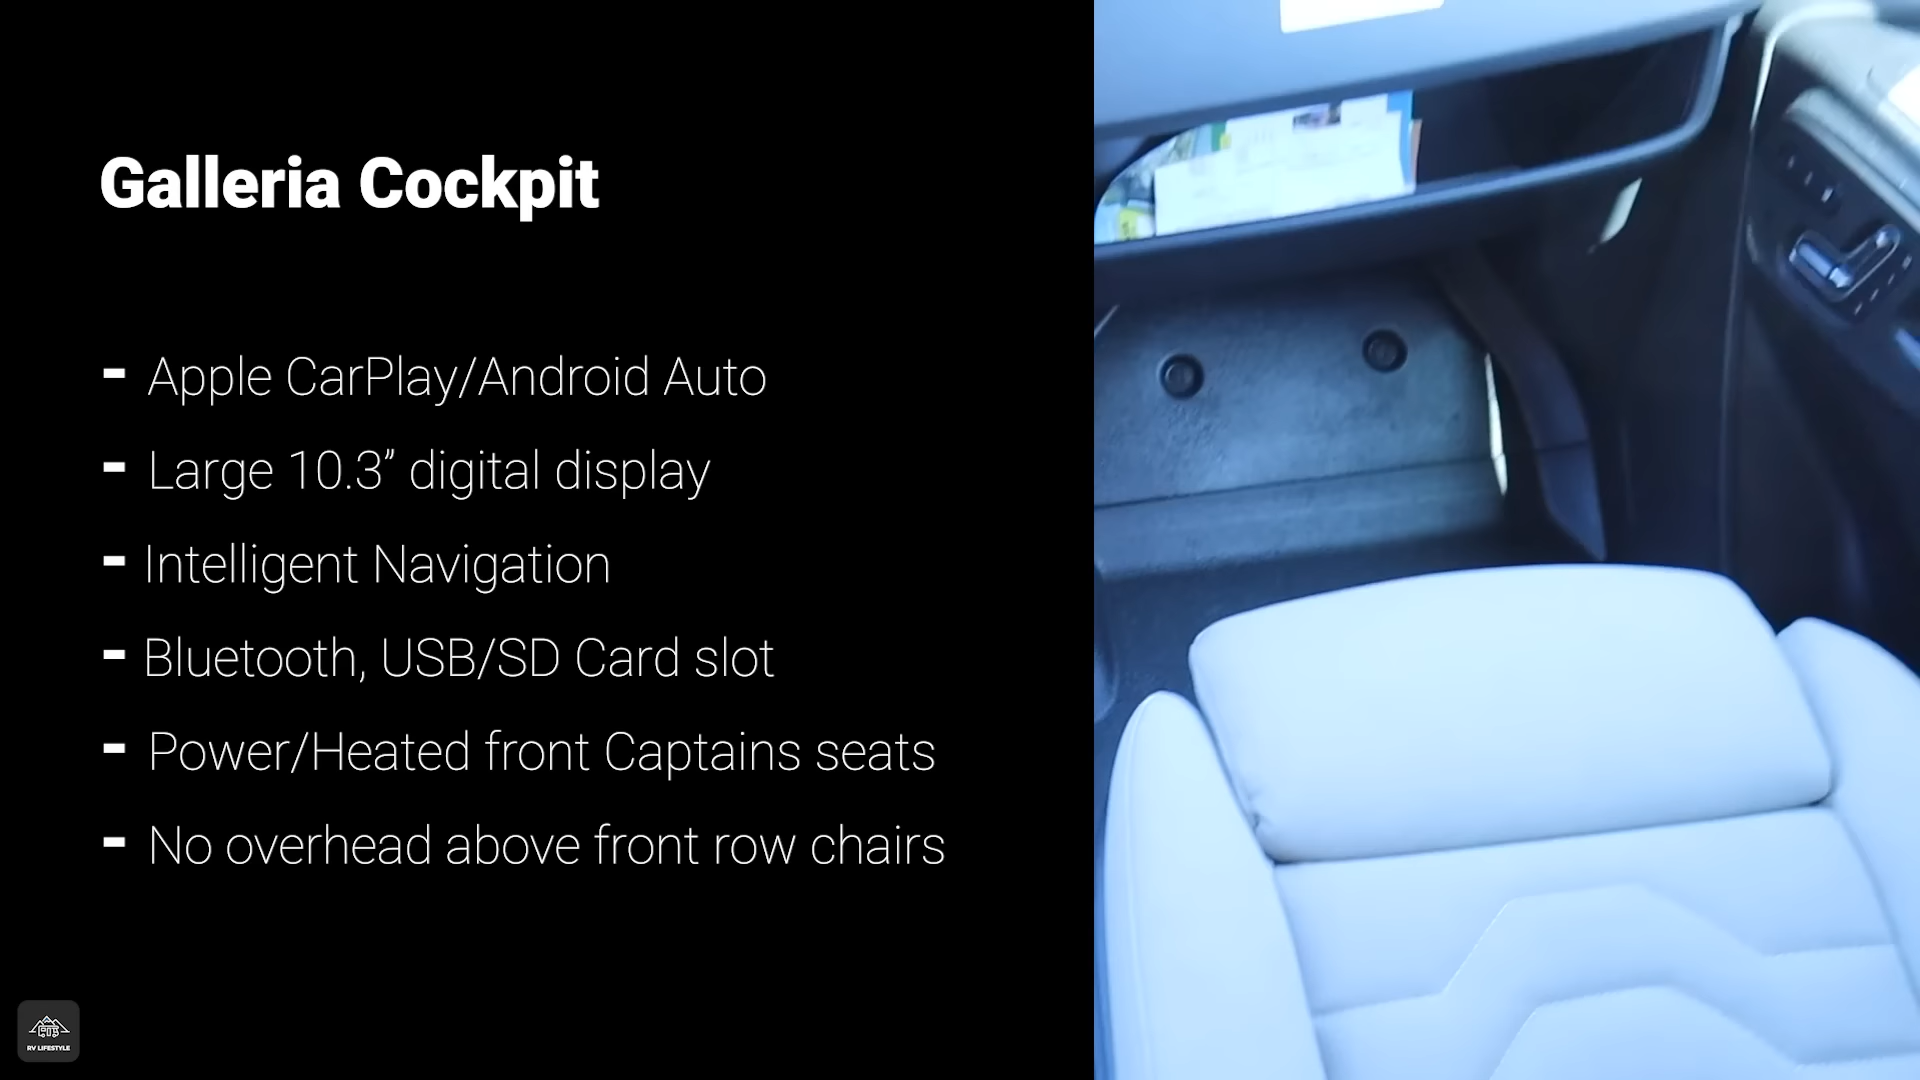 Galleria Cockpit
- Apple CarPlay/Android Auto
- Large 10.3” digital display
- Intelligent Navigation
- Bluetooth, USB/SD Card slot
- Power/Heated front Captains seats
- No overhead above front row chairs
RV LIFESTYLE